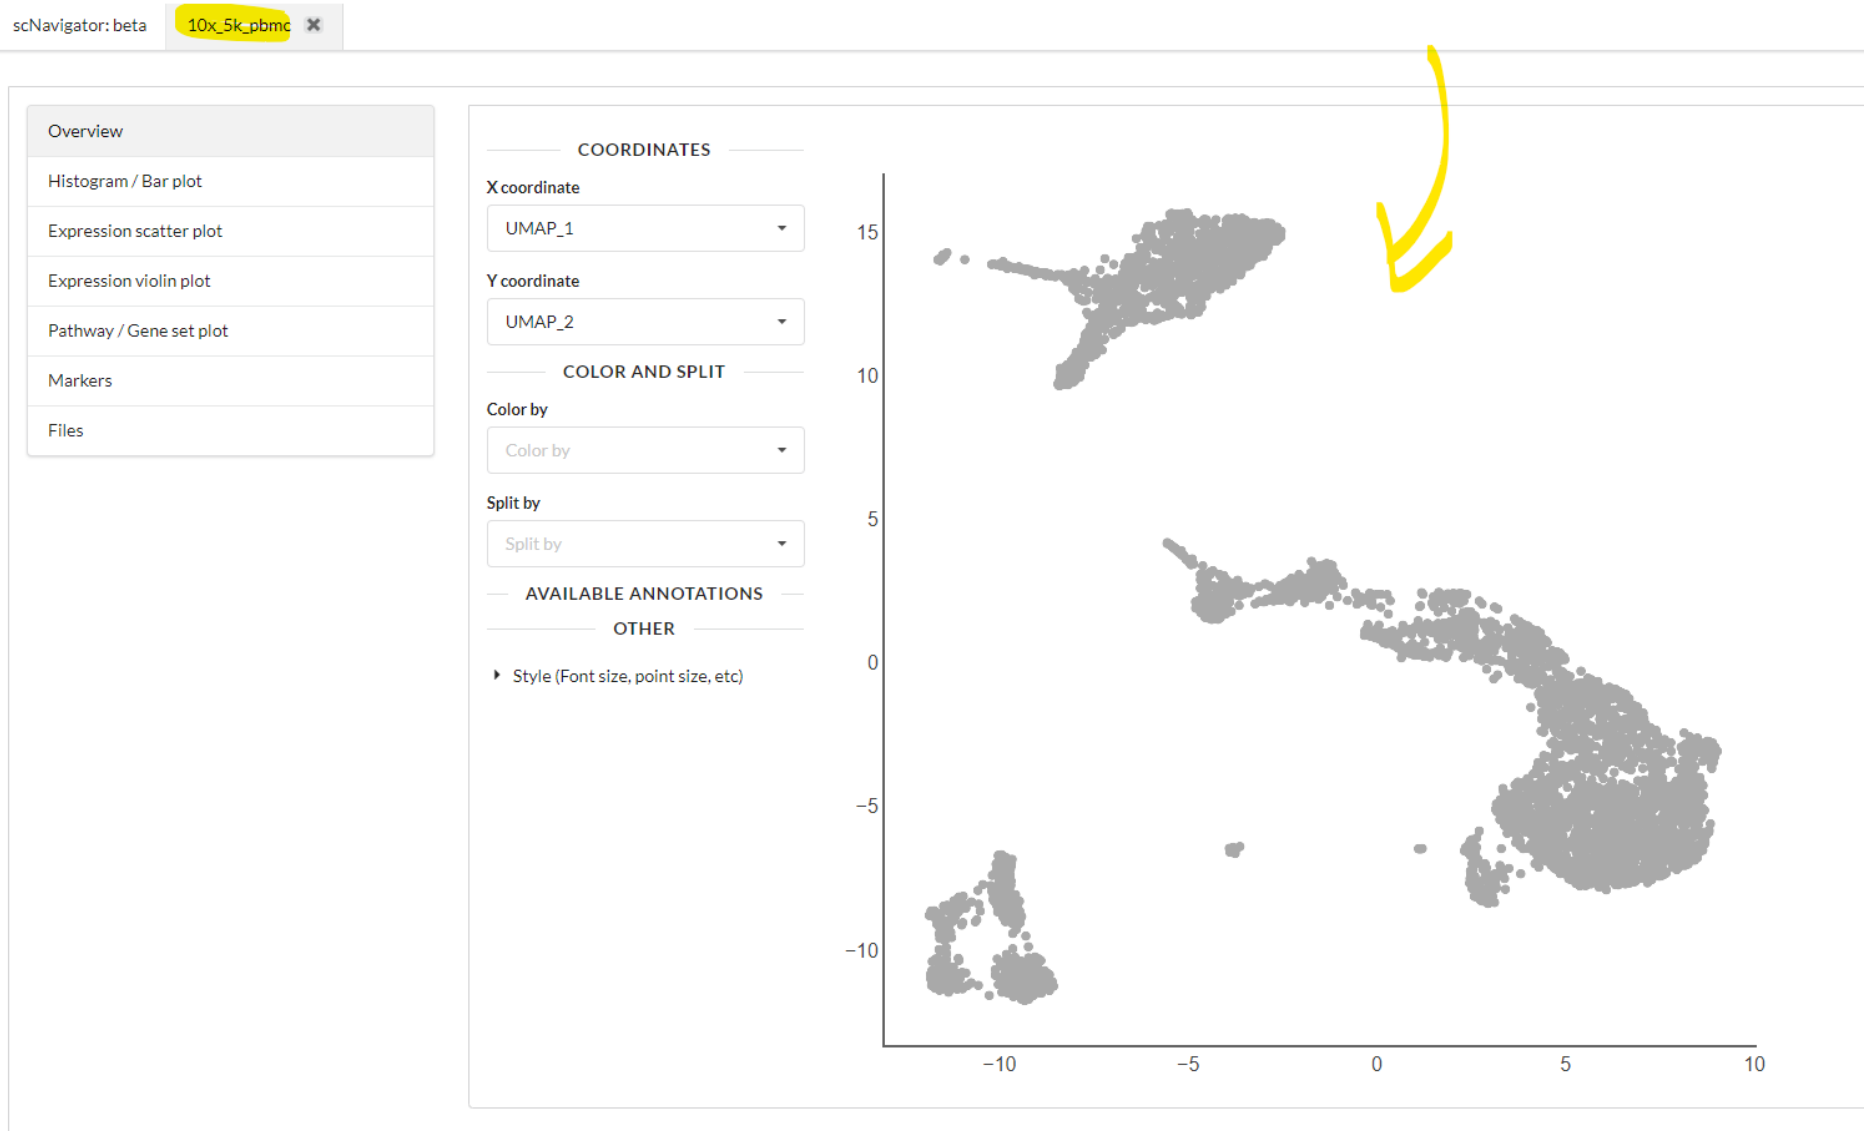 scNavigator: beta
10x_5k_pbmc ✖
Overview
Histogram / Bar plot
Expression scatter plot
Expression violin plot
Pathway / Gene set plot
Markers
Files
COORDINATES
X coordinate
UMAP_1
Y coordinate
UMAP_2
COLOR AND SPLIT
Color by
Color by
Split by
Split by
AVAILABLE ANNOTATIONS
OTHER
Style (Font size, point size, etc)
15
10
5
0
−5
−10
−10
−5
0
5
10